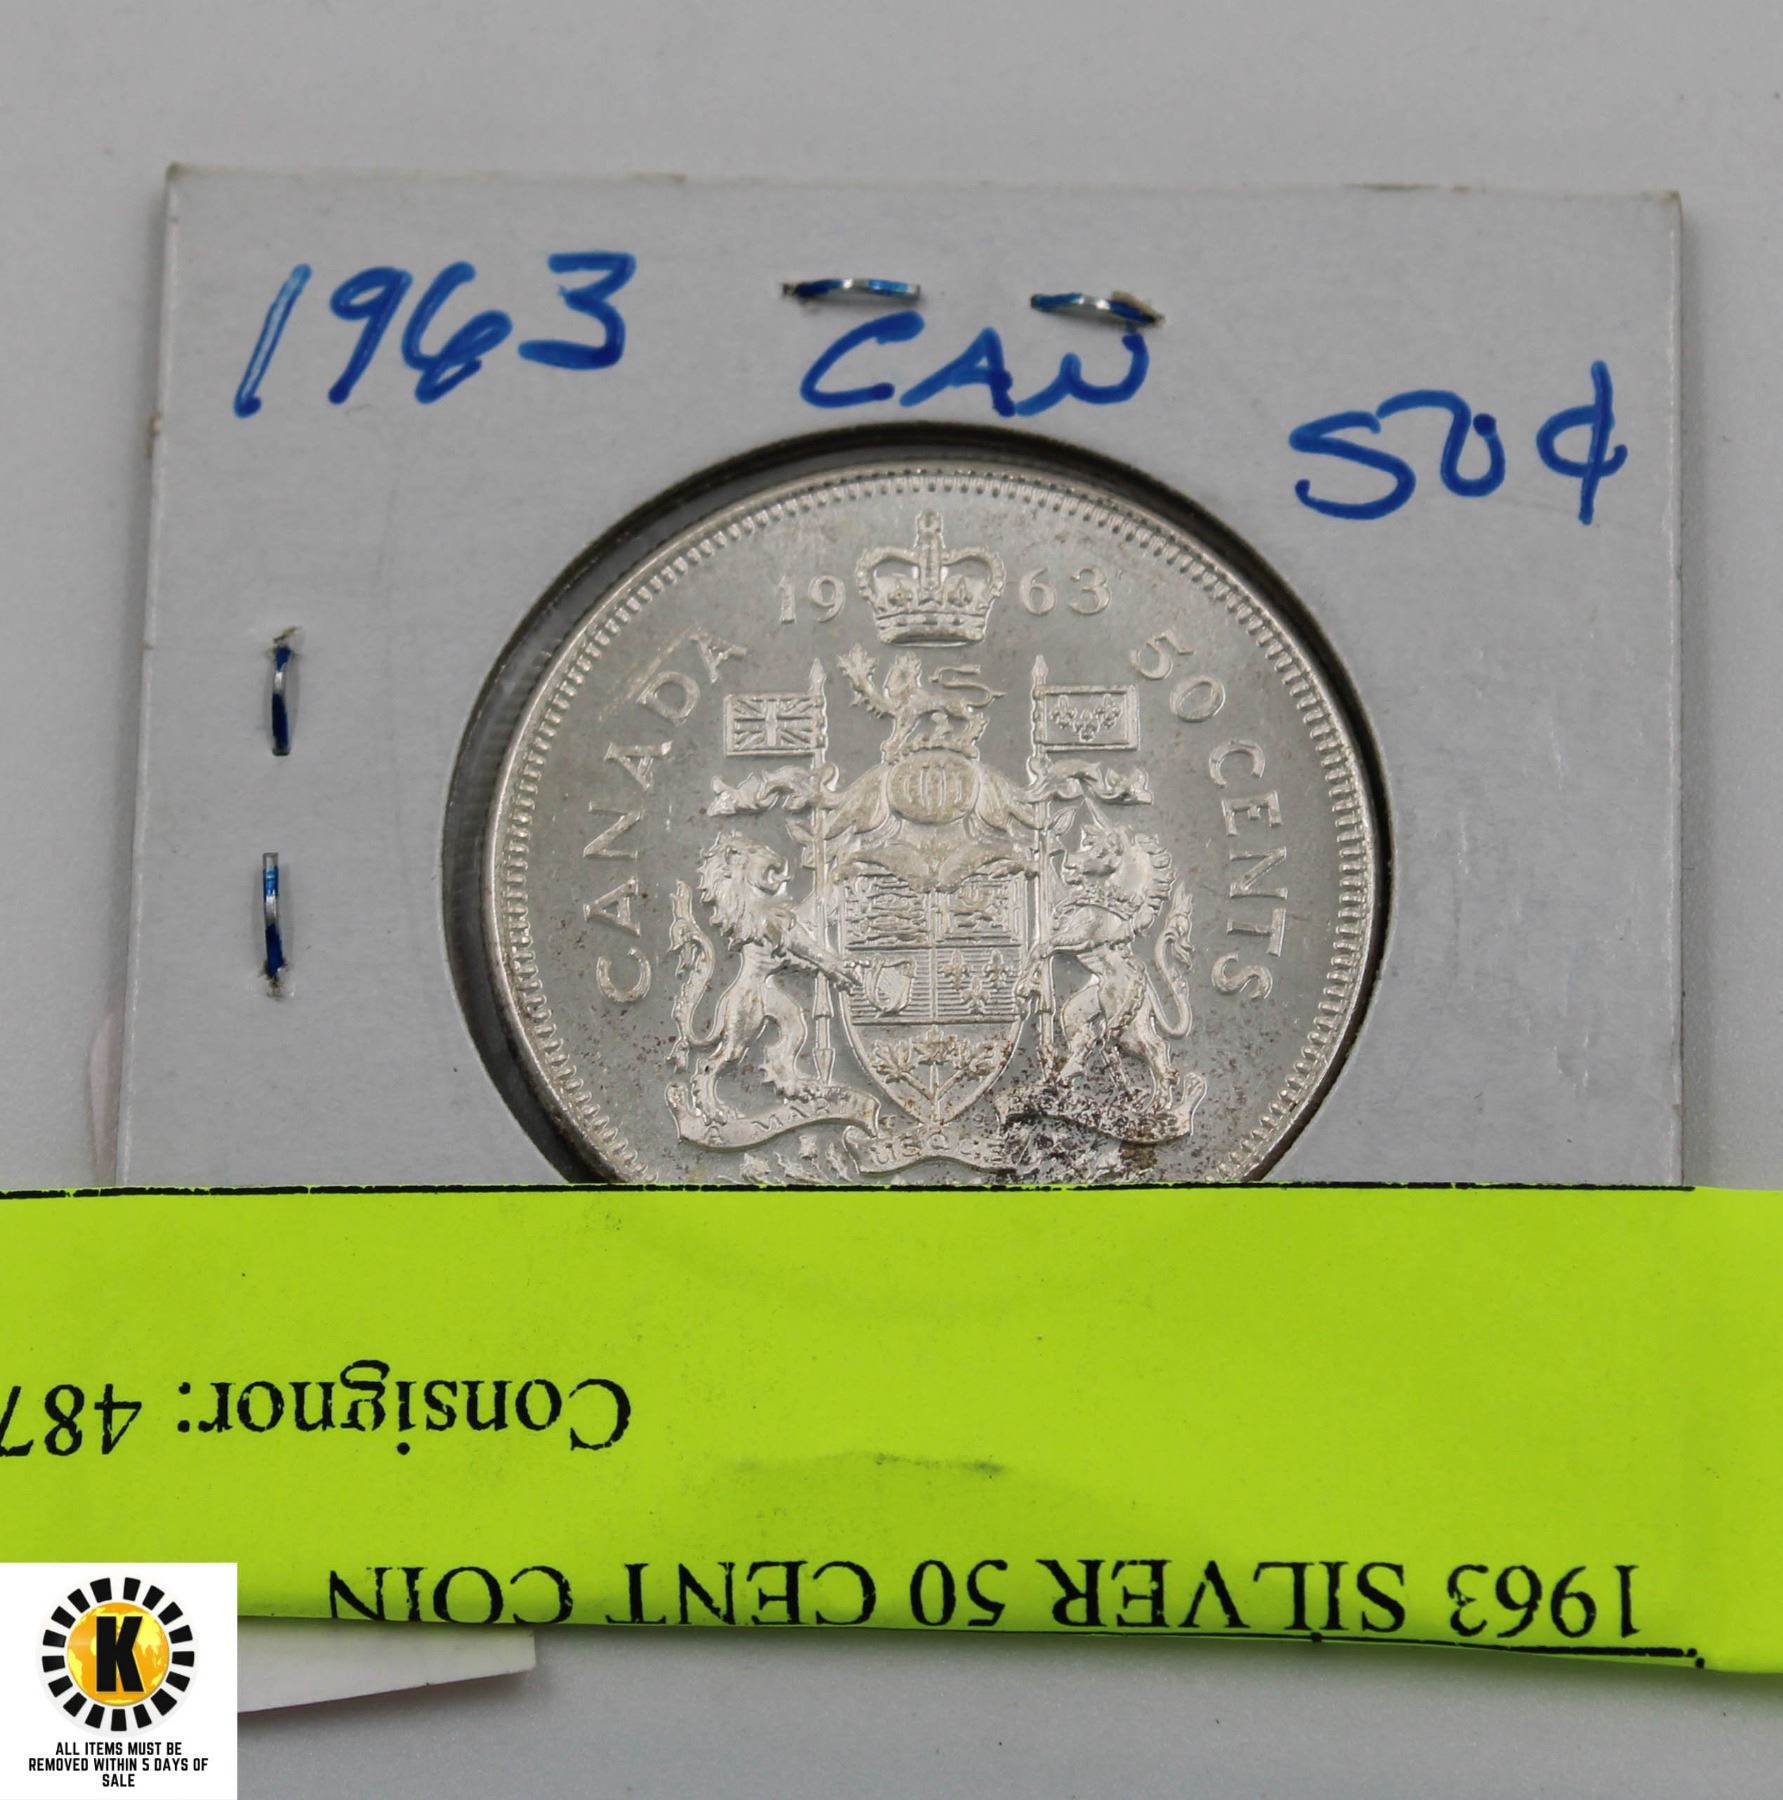 1963 CAN 50¢
19 63
CANADA 50 CENTS
A MARI
Consignor: 487
1963 SILVER 50 CENT COIN
K
ALL ITEMS MUST BE
REMOVED WITHIN 5 DAYS OF
SALE